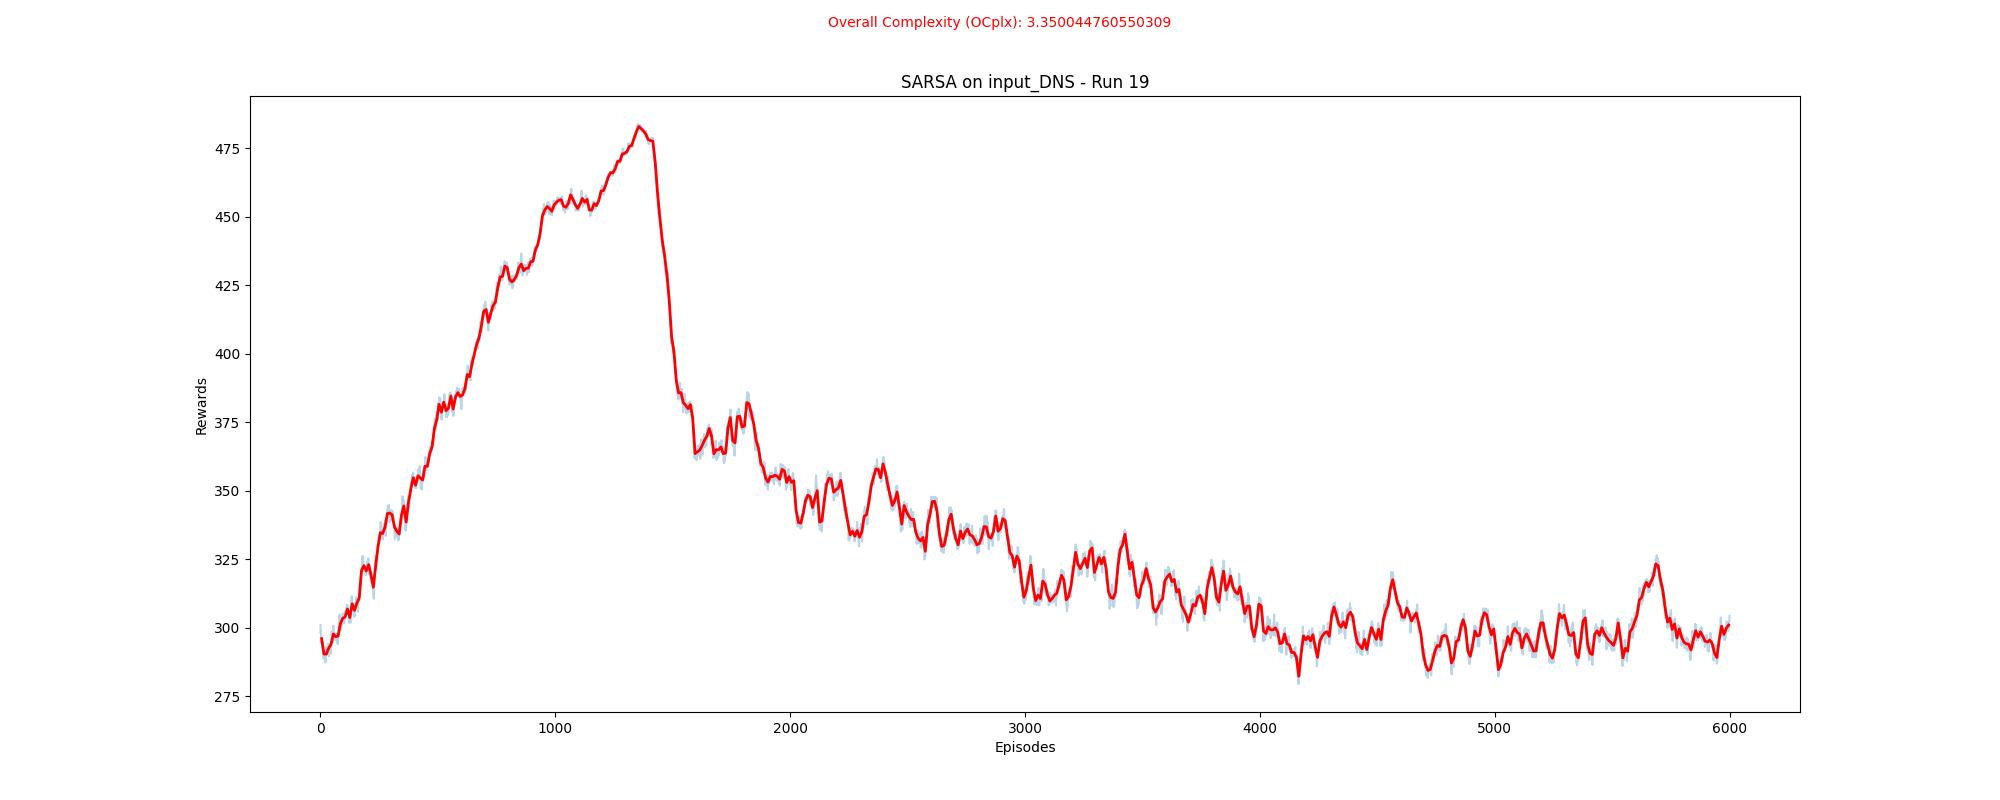 Overall Complexity (OCplx): 3.350044760550309
SARSA on input_DNS - Run 19
475
450
425
400
375
350
325
300
275
Rewards
0 1000 2000 3000 4000 5000 6000
Episodes